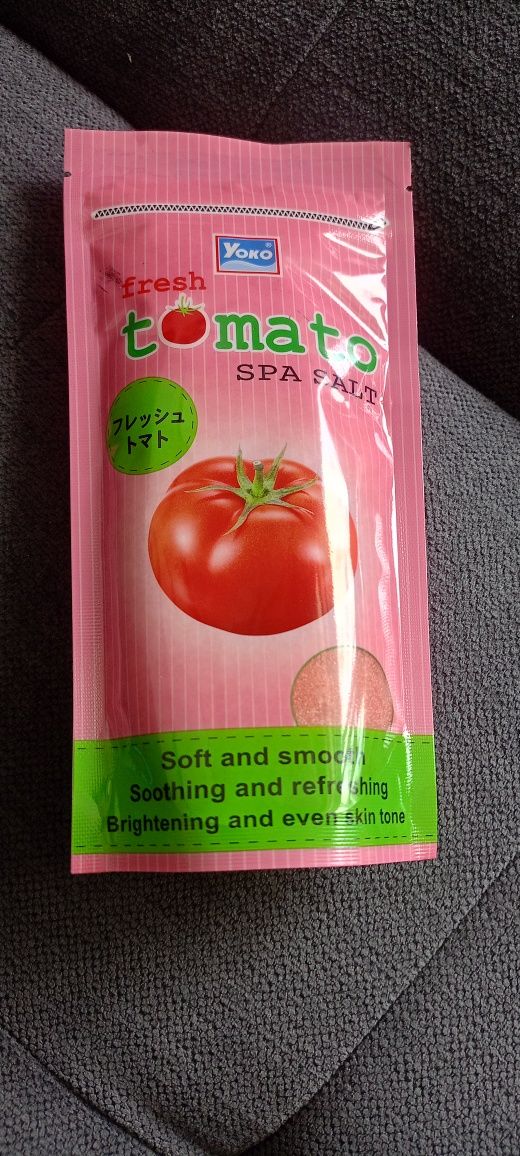 YOKO®
fresh
tomato
SPA SALT
フレッシュ
トマト
Soft and smooth
Soothing and refreshing
Brightening and even skin tone